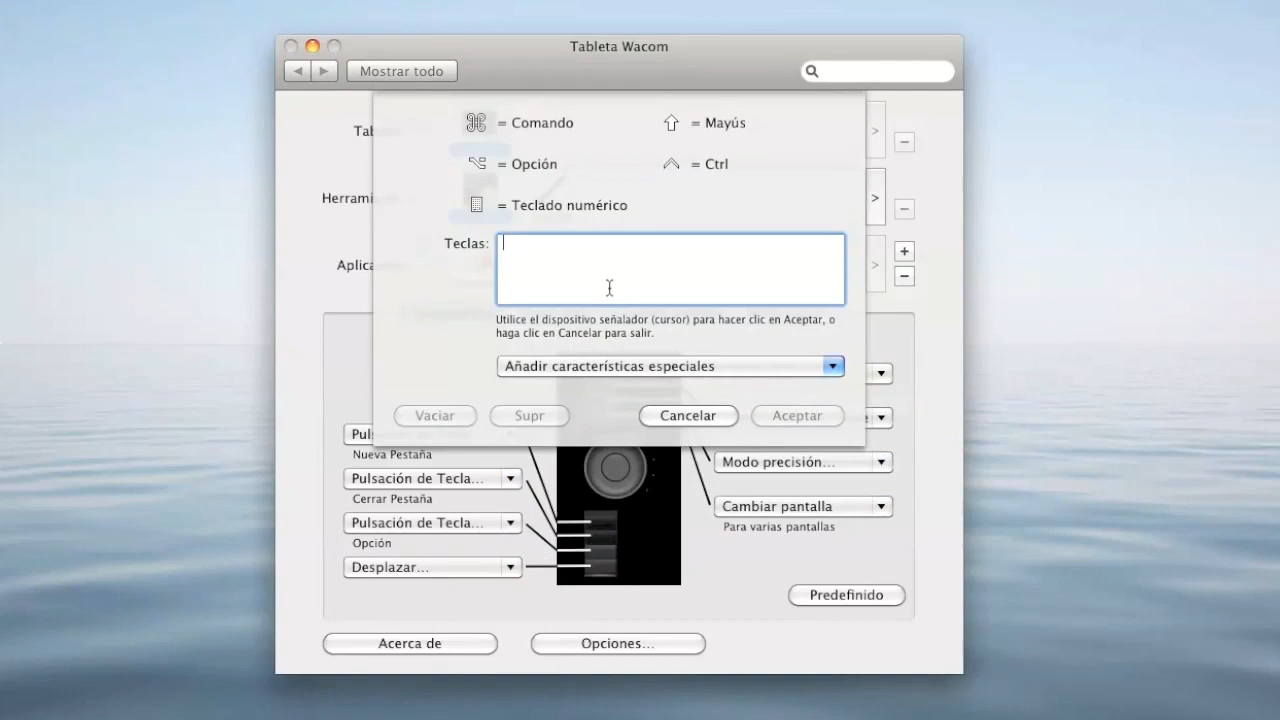 Tableta Wacom
Mostrar todo
⌘ = Comando
⇧ = Mayús
⌥ = Opción
= Ctrl
= Teclado numérico
Teclas:
Utilice el dispositivo señalador (cursor) para hacer clic en Aceptar, o
haga clic en Cancelar para salir.
Añadir características especiales
Vaciar
Supr
Cancelar
Aceptar
Nueva Pestaña
Pulsación de Tecla...
Cerrar Pestaña
Pulsación de Tecla...
Opción
Desplazar...
Modo precisión...
Cambiar pantalla
Para varias pantallas
Predefinido
Acerca de
Opciones...